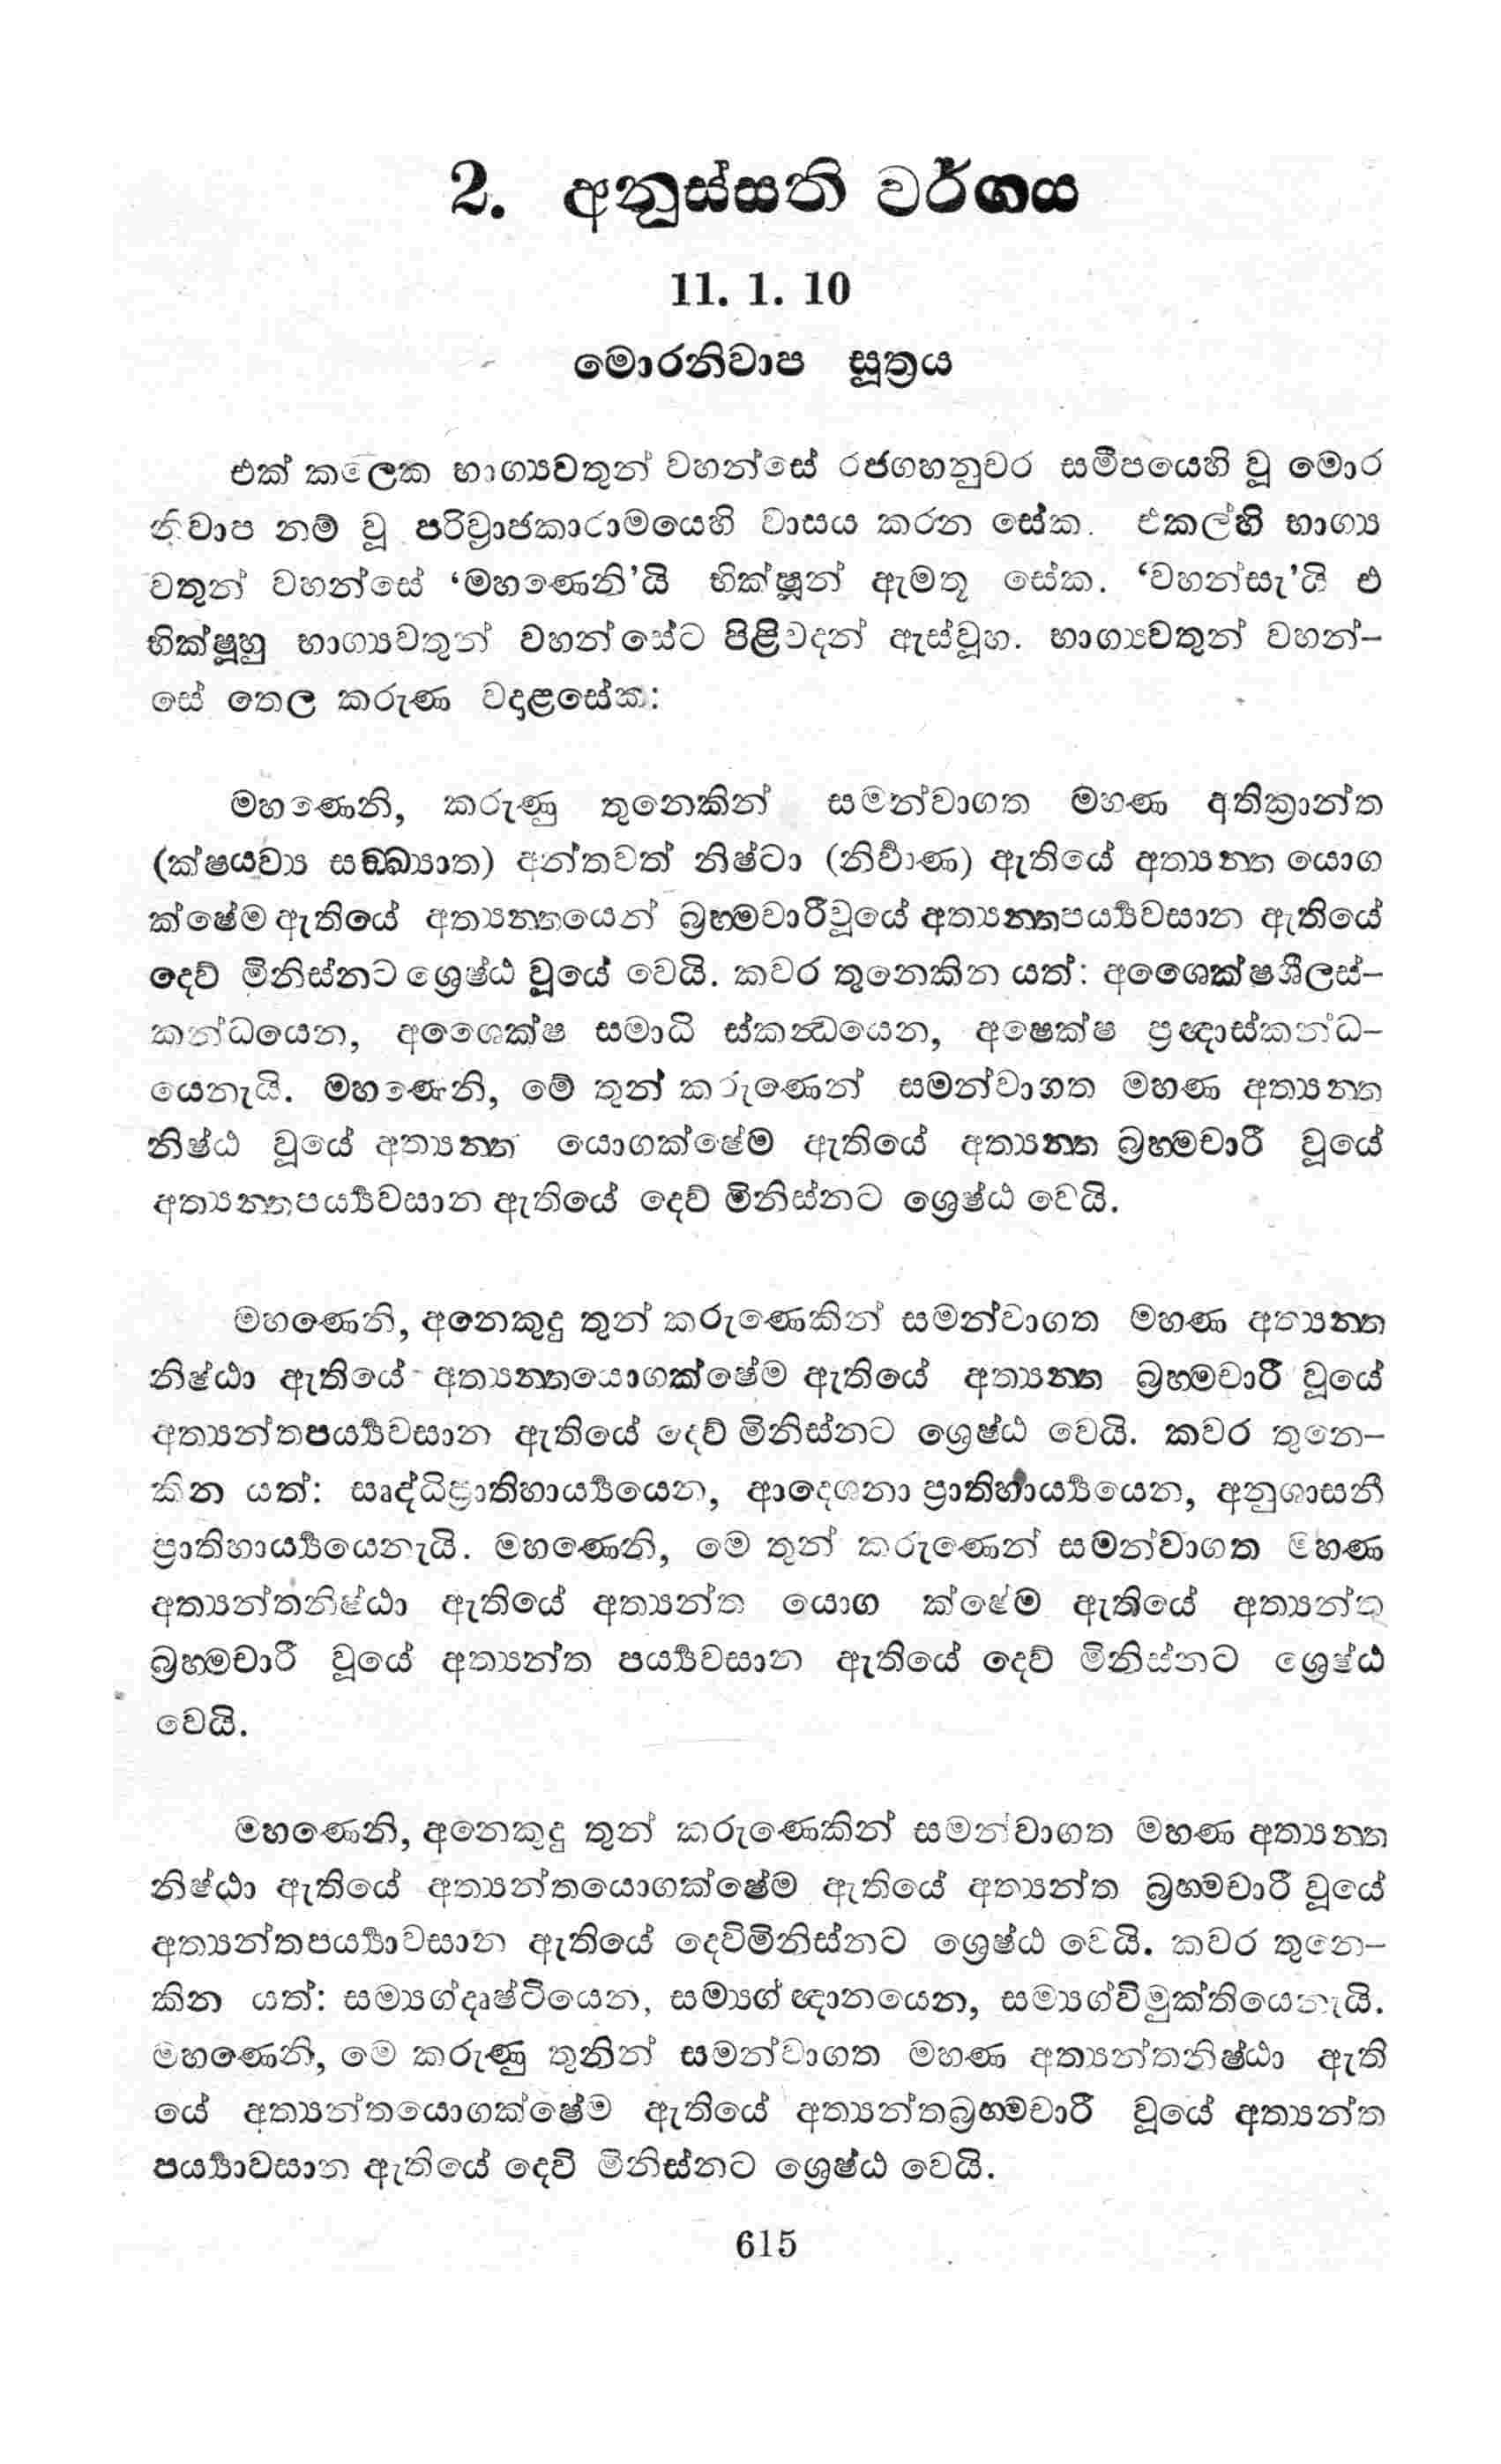 2. අනුස්සති වර්ගය
11. 1. 10
මොරනිවාප සූත්‍රය
එක් කලෙක භාග්‍යවතුන් වහන්සේ රජගහනුවර සමීපයෙහි වූ මොර
නිවාප නම් වූ පරිව්‍රාජකාරාමයෙහි වාසය කරන සේක. එකල්හි භාග්‍ය
වතුන් වහන්සේ ‘මහණෙනි’යි භික්ෂූන් ඇමතූ සේක. ‘වහන්සැ’යි එ
භික්ෂූහු භාග්‍යවතුන් වහන්සේට පිළිවදන් ඇස්වූහ. භාග්‍යවතුන් වහන්-
සේ තෙල කරුණ වදාළසේක:
මහණෙනි, කරුණු තුනෙකින් සමන්වාගත මහණ අතික්‍රාන්ත
(ක්ෂයව්‍ය සඞ්ඛ්‍යාත) අන්තවත් නිෂ්ටා (නිර්වාණ) ඇතියේ අත්‍යන්ත යොග
ක්ෂේම ඇතියේ අත්‍යන්තයෙන් බ්‍රහ්මචාරීවූයේ අත්‍යන්තපර්‍ය්‍යවසාන ඇතියේ
දෙව් මිනිස්නට ශ්‍රෙෂ්ඨ වූයේ වෙයි. කවර තුනෙකින යත්: අශෛක්ෂශීලස්-
කන්ධයෙන, අශෛක්ෂ සමාධි ස්කන්ධයෙන, අෂෙක්ෂ ප්‍රඥාස්කන්ධ-
යෙනැයි. මහණෙනි, මේ තුන් කරුණෙන් සමන්වාගත මහණ අත්‍යන්ත
නිෂ්ඨ වූයේ අත්‍යන්ත යොගක්ෂේම ඇතියේ අත්‍යන්ත බ්‍රහ්මචාරී වූයේ
අත්‍යන්තපර්‍ය්‍යවසාන ඇතියේ දෙව් මිනිස්නට ශ්‍රෙෂ්ඨ වෙයි.
මහණෙනි, අනෙකුදු තුන් කරුණෙකින් සමන්වාගත මහණ අත්‍යන්ත
නිෂ්ඨා ඇතියේ අත්‍යන්තයොගක්ෂේම ඇතියේ අත්‍යන්ත බ්‍රහ්මචාරී වූයේ
අත්‍යන්තපර්‍ය්‍යවසාන ඇතියේ දෙව් මිනිස්නට ශ්‍රෙෂ්ඨ වෙයි. කවර තුනෙ-
කින යත්: සෘද්ධිප්‍රාතිහාර්‍ය්‍යයෙන, ආදෙශනා ප්‍රාතිහාර්‍ය්‍යයෙන, අනුශාසනී
ප්‍රාතිහාර්‍ය්‍යයෙනැයි. මහණෙනි, මෙ තුන් කරුණෙන් සමන්වාගත මහණ
අත්‍යන්තනිෂ්ඨා ඇතියේ අත්‍යන්ත යොග ක්ෂේම ඇතියේ අත්‍යන්ත
බ්‍රහ්මචාරී වූයේ අත්‍යන්ත පර්‍ය්‍යවසාන ඇතියේ දෙව් මිනිස්නට ශ්‍රෙෂ්ඨ
වෙයි.
මහණෙනි, අනෙකුදු තුන් කරුණෙකින් සමන්වාගත මහණ අත්‍යන්ත
නිෂ්ඨා ඇතියේ අත්‍යන්තයොගක්ෂේම ඇතියේ අත්‍යන්ත බ්‍රහ්මචාරී වූයේ
අත්‍යන්තපර්‍ය්‍යාවසාන ඇතියේ දෙව්මිනිස්නට ශ්‍රෙෂ්ඨ වෙයි. කවර තුනෙ-
කින යත්: සම්‍යග්දෘෂ්ටියෙන, සම්‍යග් ඥානයෙන, සම්‍යග්විමුක්තියෙනැයි.
මහණෙනි, මෙ කරුණු තුනින් සමන්වාගත මහණ අත්‍යන්තනිෂ්ඨා ඇති
යේ අත්‍යන්තයොගක්ෂේම ඇතියේ අත්‍යන්තබ්‍රහ්මචාරී වූයේ අත්‍යන්ත
පර්‍ය්‍යාවසාන ඇතියේ දෙව් මිනිස්නට ශ්‍රෙෂ්ඨ වෙයි.
615